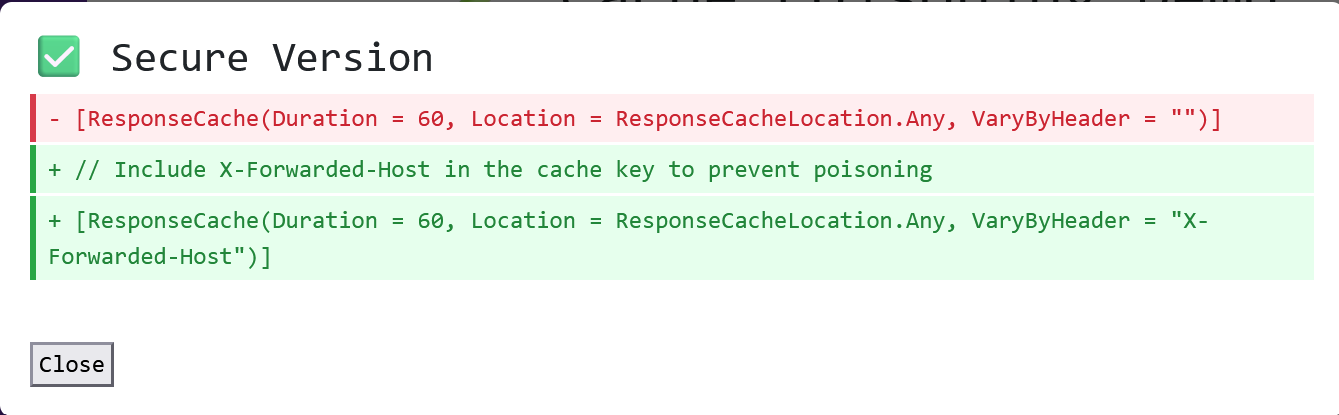 ✅ Secure Version
- [ResponseCache(Duration = 60, Location = ResponseCacheLocation.Any, VaryByHeader = "")]
+ // Include X-Forwarded-Host in the cache key to prevent poisoning
+ [ResponseCache(Duration = 60, Location = ResponseCacheLocation.Any, VaryByHeader = "X-
Forwarded-Host")]
Close